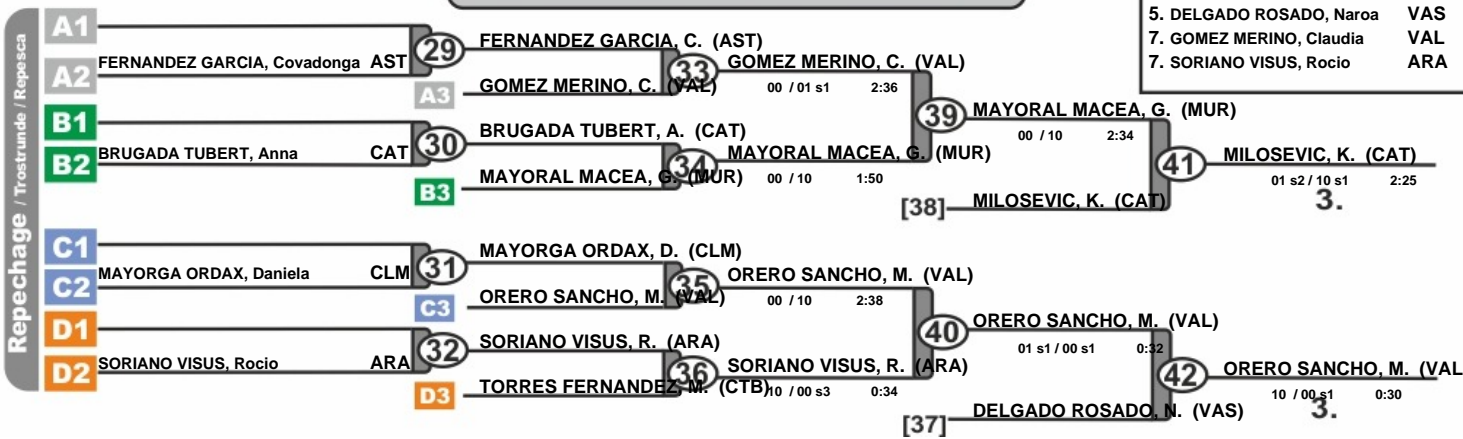 5. DELGADO ROSADO, Naroa VAS
7. GOMEZ MERINO, Claudia VAL
7. SORIANO VISUS, Rocio ARA
Repechage / Trostrunde / Repesca
A1
A2 FERNANDEZ GARCIA, Covadonga AST
29 FERNANDEZ GARCIA, C. (AST)
A3 GOMEZ MERINO, C. (VAL)
33 GOMEZ MERINO, C. (VAL)
00 / 01 s1 2:36
B1
B2 BRUGADA TUBERT, Anna CAT
30 BRUGADA TUBERT, A. (CAT)
B3 MAYORAL MACEA, G. (MUR)
34 MAYORAL MACEA, G. (MUR)
00 / 10 1:50
39 MAYORAL MACEA, G. (MUR)
00 / 10 2:34
[38] MILOSEVIC, K. (CAT)
41 MILOSEVIC, K. (CAT)
01 s2 / 10 s1 2:25
3.
C1
C2 MAYORGA ORDAX, Daniela CLM
31 MAYORGA ORDAX, D. (CLM)
C3 ORERO SANCHO, M. (VAL)
35 ORERO SANCHO, M. (VAL)
00 / 10 2:38
D1
D2 SORIANO VISUS, Rocio ARA
32 SORIANO VISUS, R. (ARA)
D3 TORRES FERNANDEZ, M. (CTB)
36 SORIANO VISUS, R. (ARA)
10 / 00 s3 0:34
40 ORERO SANCHO, M. (VAL)
01 s1 / 00 s1 0:32
[37] DELGADO ROSADO, N. (VAS)
42 ORERO SANCHO, M. (VAL
10 / 00 s1 0:30
3.